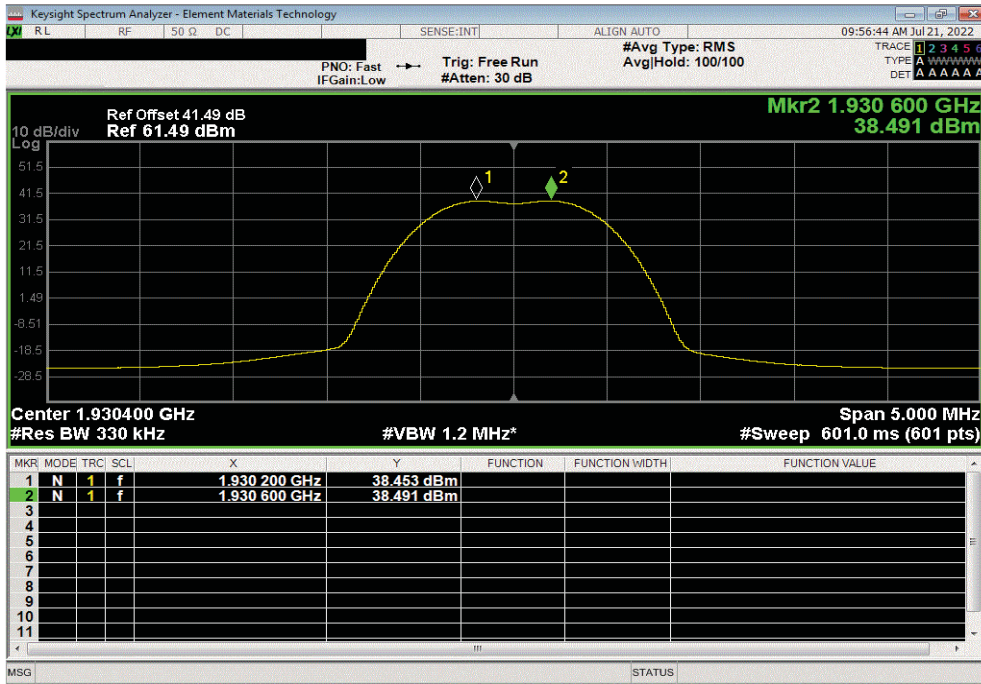 Keysight Spectrum Analyzer - Element Materials Technology
LXI RL RF 50 Ω DC SENSE:INT ALIGN AUTO 09:56:44 AM Jul 21, 2022
PNO: Fast
IFGain:Low
Trig: Free Run
#Atten: 30 dB
#Avg Type: RMS
Avg|Hold: 100/100
TRACE 1 2 3 4 5 6
TYPE A WWWWW
DET A A A A A A
Mkr2 1.930 600 GHz
38.491 dBm
Ref Offset 41.49 dB
10 dB/div Ref 61.49 dBm
Log
51.5
41.5
31.5
21.5
11.5
1.49
-8.51
-18.5
-28.5
1
2
Center 1.930400 GHz Span 5.000 MHz
#Res BW 330 kHz #VBW 1.2 MHz* #Sweep 601.0 ms (601 pts)
MKR MODE TRC SCL X Y FUNCTION FUNCTION WIDTH FUNCTION VALUE
1 N 1 f 1.930 200 GHz 38.453 dBm
2 N 1 f 1.930 600 GHz 38.491 dBm
3
4
5
6
7
8
9
10
11
MSG STATUS